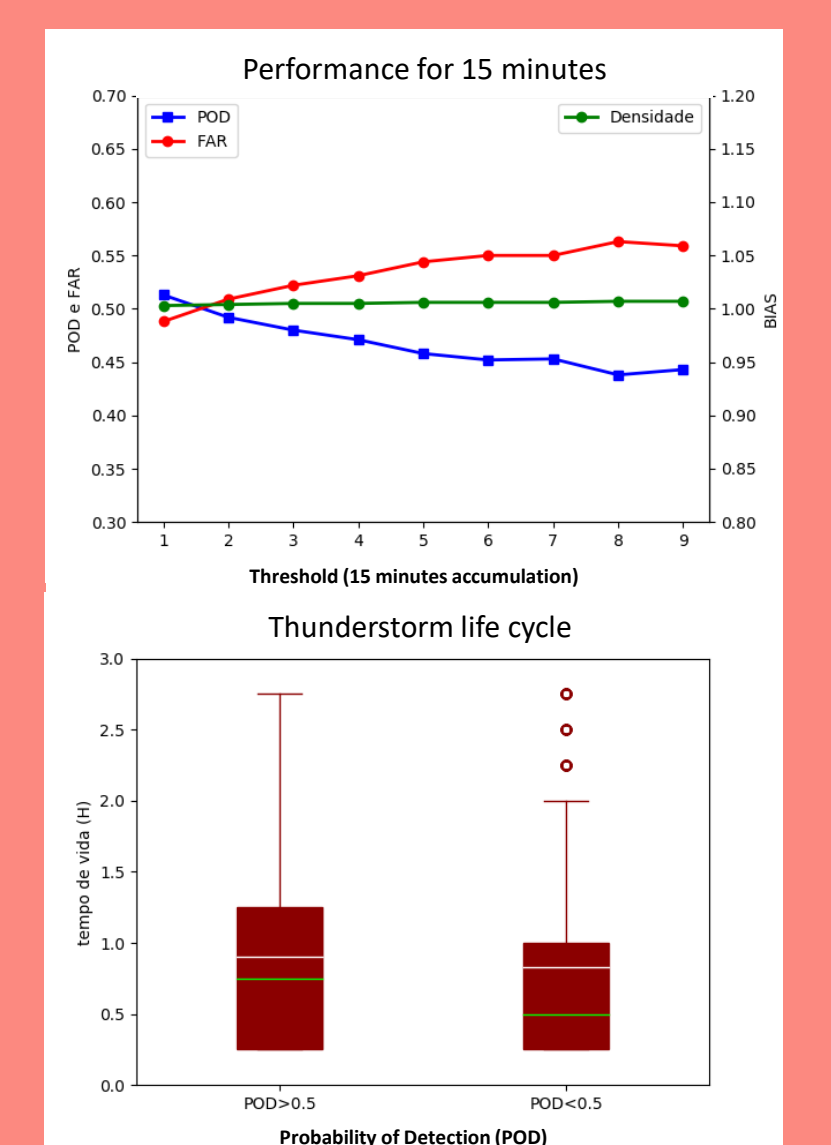 Performance for 15 minutes
POD
FAR
Densidade
0.70
0.65
0.60
0.55
0.50
0.45
0.40
0.35
0.30
POD e FAR
1.20
1.15
1.10
1.05
1.00
0.95
0.90
0.85
0.80
BIAS
1 2 3 4 5 6 7 8 9
Threshold (15 minutes accumulation)
Thunderstorm life cycle
3.0
2.5
2.0
1.5
1.0
0.5
0.0
tempo de vida (H)
POD>0.5 POD<0.5
Probability of Detection (POD)